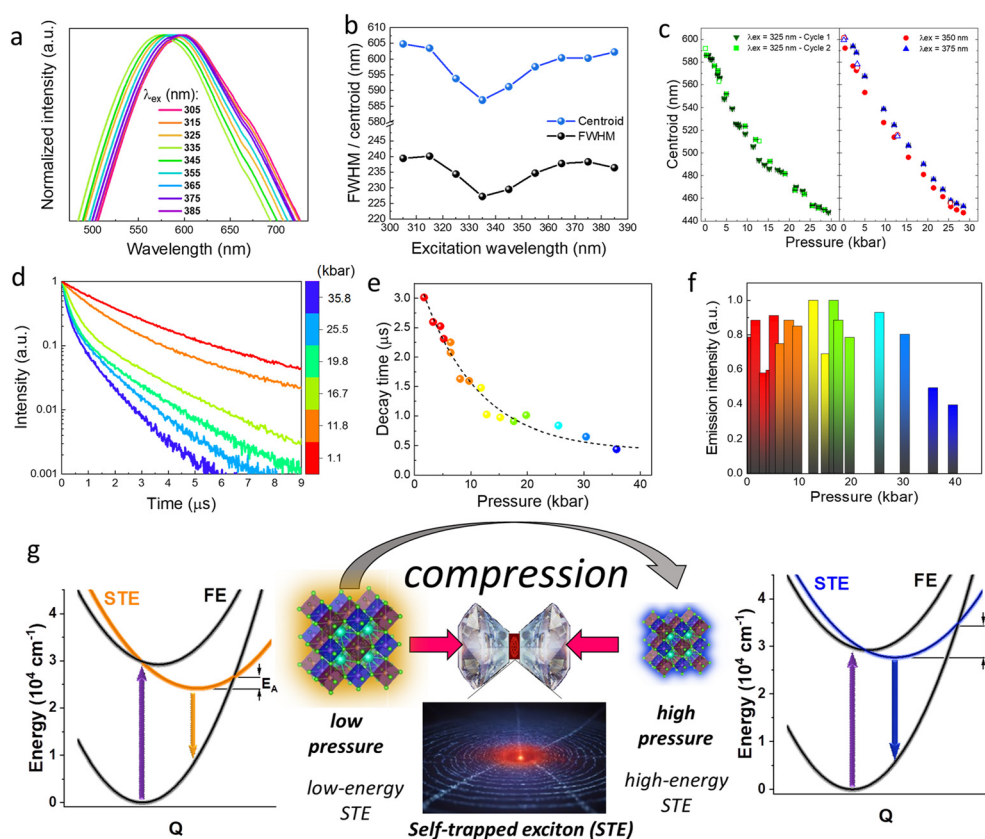 a
Normalized intensity (a.u.)
λex (nm):
305
315
325
335
345
355
365
375
385
500 550 600 650 700
Wavelength (nm)
b
FWHM / centroid (nm)
605
600
595
590
585
580
240
235
230
225
220
Centroid
FWHM
300 310 320 330 340 350 360 370 380 390
Excitation wavelength (nm)
c
λex = 325 nm - Cycle 1
λex = 325 nm - Cycle 2
λex = 350 nm
λex = 375 nm
Centroid (nm)
600
580
560
540
520
500
480
460
440
0 5 10 15 20 25 30 0 5 10 15 20 25 30
Pressure (kbar)
d
(kbar)
Intensity (a.u.)
1
0.1
0.01
0.001
35.8
25.5
19.8
16.7
11.8
1.1
0 1 2 3 4 5 6 7 8 9
Time (μs)
e
Decay time (μs)
3.0
2.5
2.0
1.5
1.0
0.5
0.0
0 10 20 30 40
Pressure (kbar)
f
Emission intensity (a.u.)
1.0
0.8
0.6
0.4
0.2
0.0
0 10 20 30 40
Pressure (kbar)
g
compression
STE FE
Energy (10⁴ cm⁻¹)
4
3
2
1
0
EA
Q
low
pressure
low-energy
STE
Self-trapped exciton (STE)
high
pressure
high-energy
STE
STE FE
Energy (10⁴ cm⁻¹)
4
3
2
1
0
Q